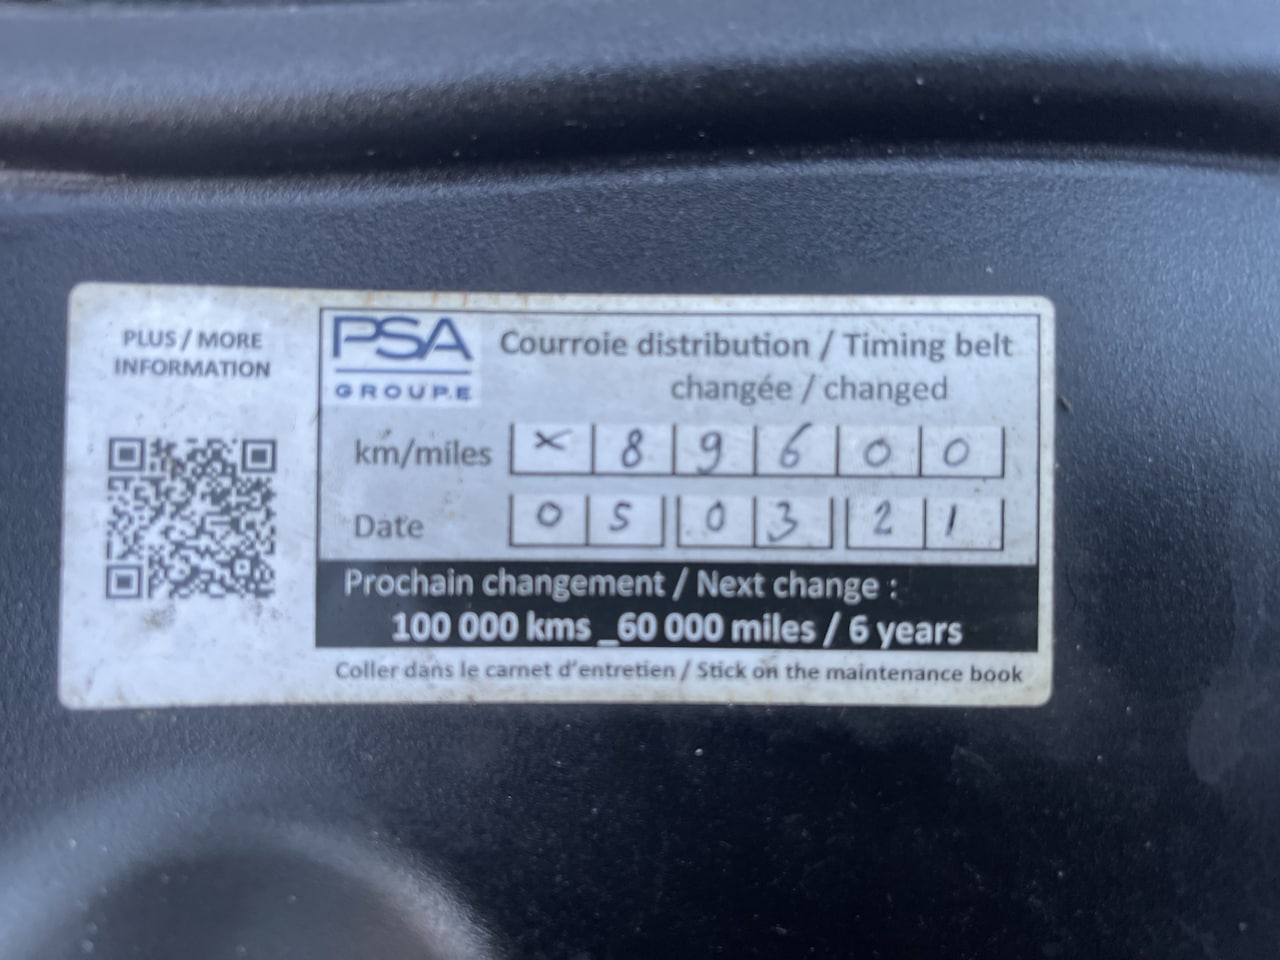 PLUS / MORE
INFORMATION
PSA
GROUPE
Courroie distribution / Timing belt
changée / changed
km/miles × 8 9 6 0 0
Date 0 5 0 3 2 1
Prochain changement / Next change :
100 000 kms _60 000 miles / 6 years
Coller dans le carnet d'entretien / Stick on the maintenance book